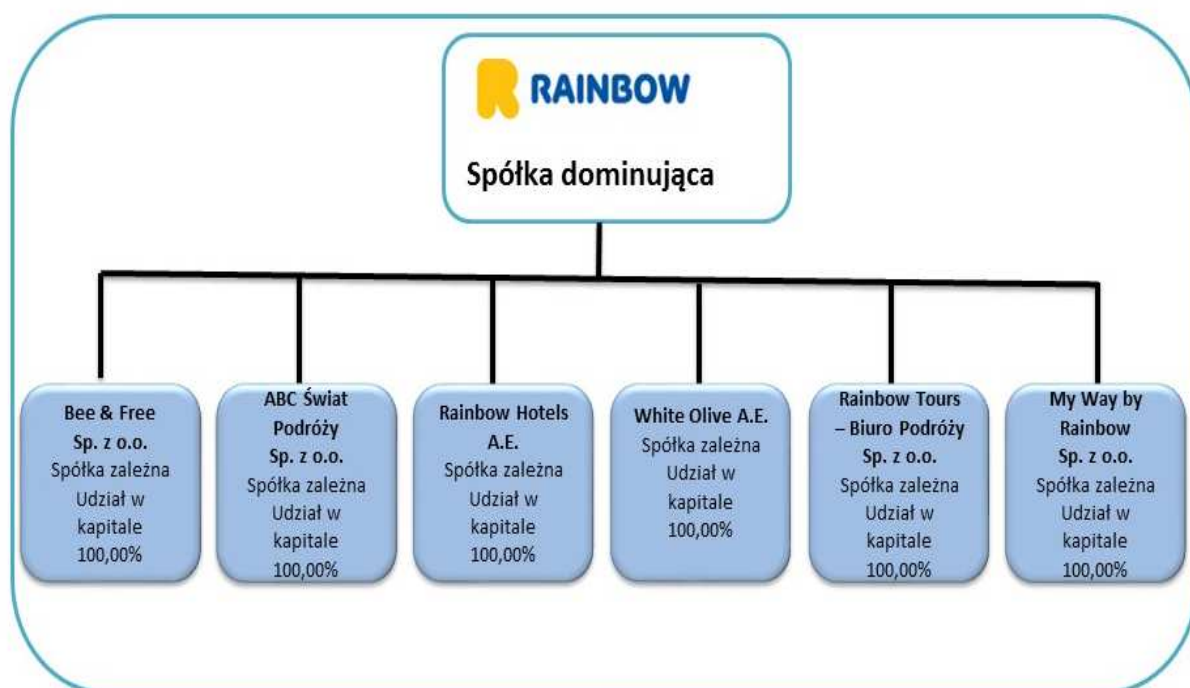 RAINBOW
Spółka dominująca
Bee & Free
Sp. z o.o.
Spółka zależna
Udział w
kapitale
100,00%
ABC Świat
Podróży
Sp. z o.o.
Spółka zależna
Udział w
kapitale
100,00%
Rainbow Hotels
A.E.
Spółka zależna
Udział w
kapitale
100,00%
White Olive A.E.
Spółka zależna
Udział w
kapitale
100,00%
Rainbow Tours
– Biuro Podróży
Sp. z o.o.
Spółka zależna
Udział w
kapitale
100,00%
My Way by
Rainbow
Sp. z o.o.
Spółka zależna
Udział w
kapitale
100,00%